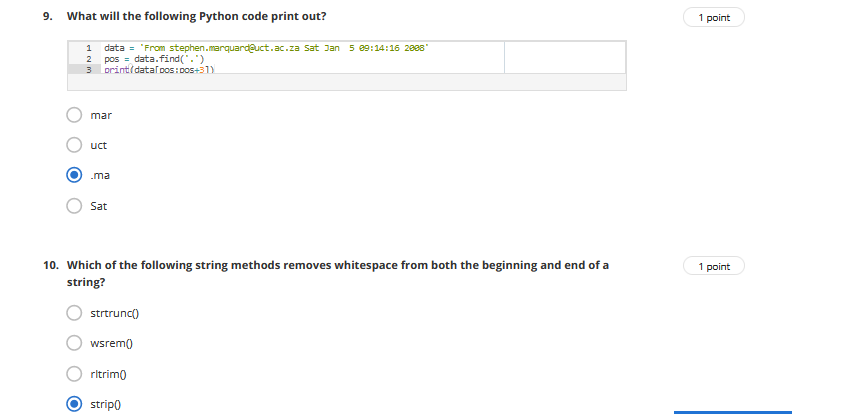 9. What will the following Python code print out?
1 point
1 data = 'From stephen.marquard@uct.ac.za Sat Jan  5 09:14:16 2008'
2 pos = data.find('.')
3 print(data[pos:pos+3])
mar
uct
.ma
Sat
10. Which of the following string methods removes whitespace from both the beginning and end of a
string?
1 point
strtrunc()
wsrem()
rltrim()
strip()